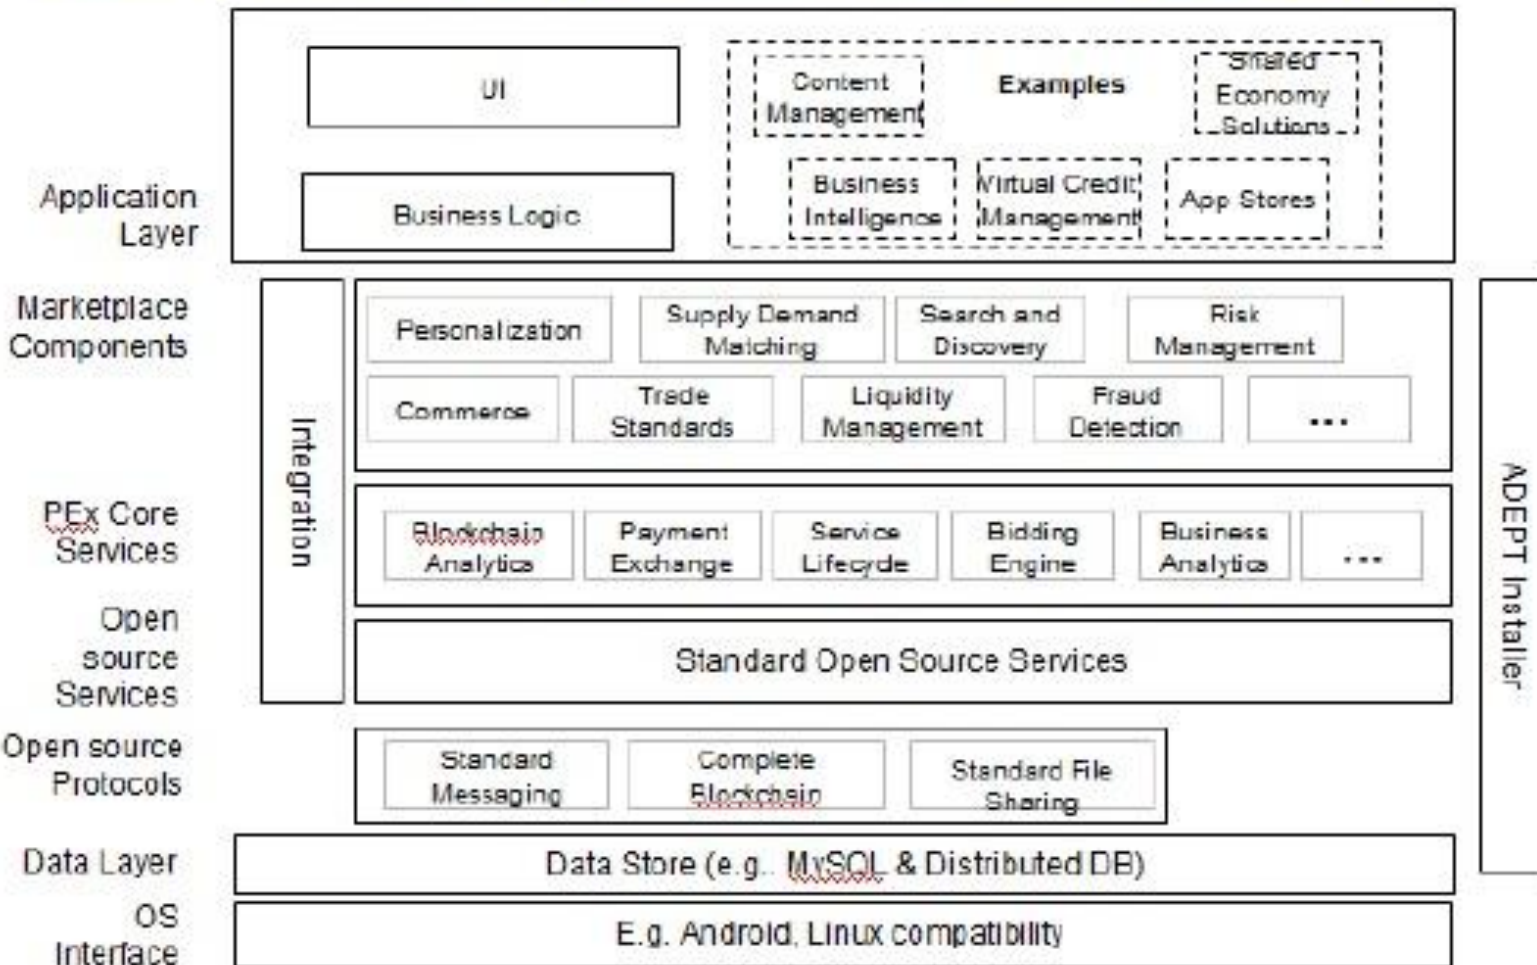 UI
Content
Management
Examples
Shared
Economy
Solutions
Application
Layer
Business Logic
Business
Intelligence
Virtual Credit
Management
App Stores
Marketplace
Components
Personalization
Supply Demand
Matching
Search and
Discovery
Risk
Management
Commerce
Trade
Standards
Liquidity
Management
Fraud
Detection
...
Integration
ADEPT Installer
PEx Core
Services
Blockchain
Analytics
Payment
Exchange
Service
Lifecycle
Bidding
Engine
Business
Analytics
...
Open
source
Services
Standard Open Source Services
Open source
Protocols
Standard
Messaging
Complete
Blockchain
Standard File
Sharing
Data Layer
Data Store (e.g.. MySQL & Distributed DB)
OS
Interface
E.g. Android, Linux compatibility